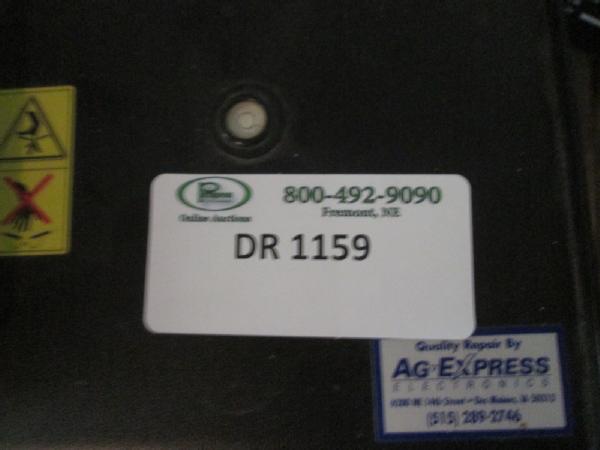 800-492-9090
Fremont, NE
Online Auctions
DR 1159
Quality Repair By
AG-EXPRESS
ELECTRONICS
(515) 289-2746